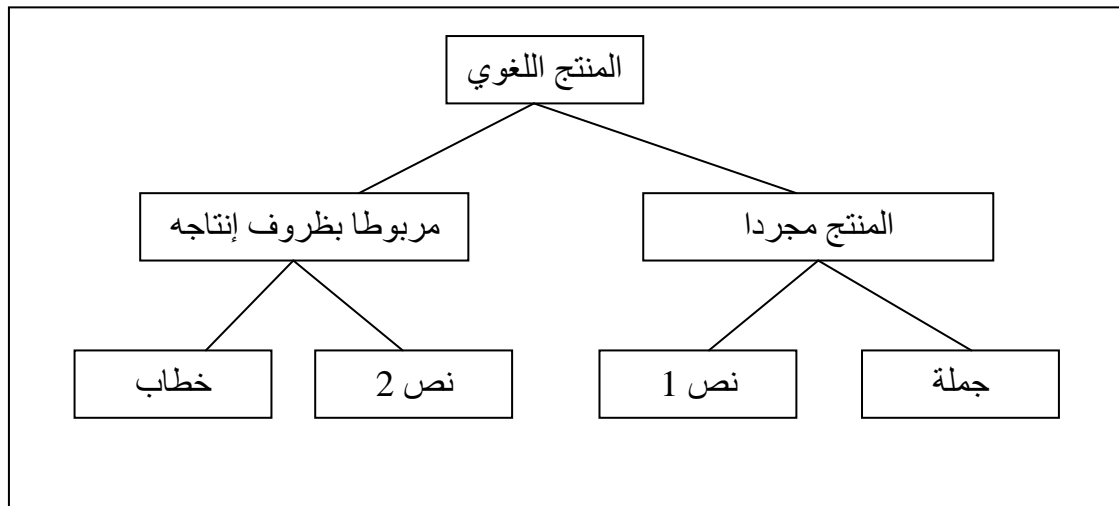 المنتج اللغوي
المنتج مجردا
مربوطا بظروف إنتاجه
جملة
نص 1
نص 2
خطاب